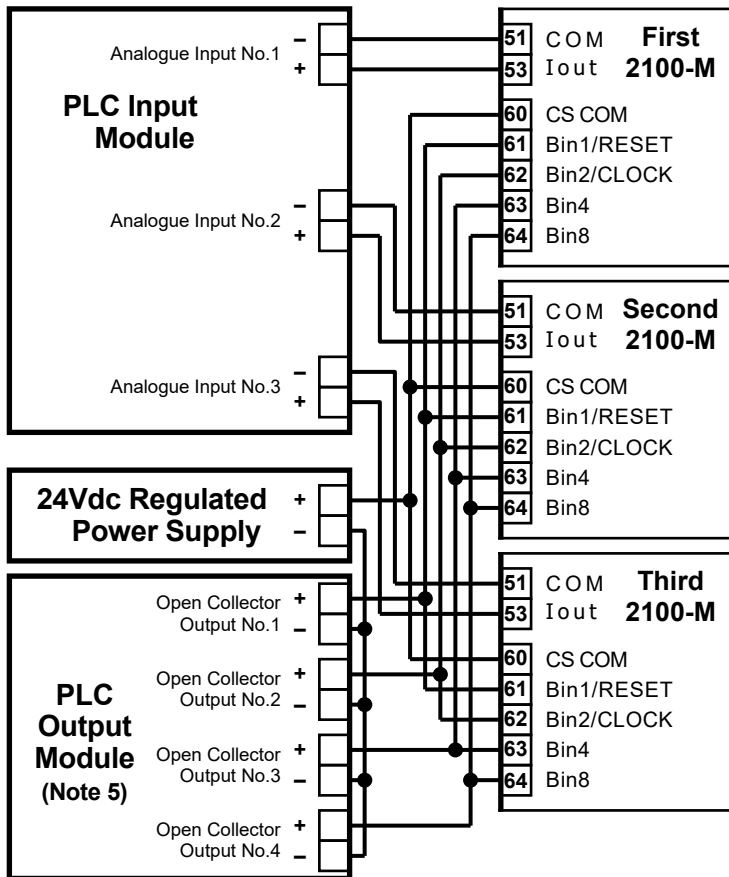 Analogue Input No.1
−
+
PLC Input
Module
Analogue Input No.2
−
+
Analogue Input No.3
−
+
24Vdc Regulated
Power Supply
+
−
PLC
Output
Module
(Note 5)
Open Collector
Output No.1
+
−
Open Collector
Output No.2
+
−
Open Collector
Output No.3
+
−
Open Collector
Output No.4
+
−
51 COM First
53 Iout 2100-M
60 CS COM
61 Bin1/RESET
62 Bin2/CLOCK
63 Bin4
64 Bin8
51 COM Second
53 Iout 2100-M
60 CS COM
61 Bin1/RESET
62 Bin2/CLOCK
63 Bin4
64 Bin8
51 COM Third
53 Iout 2100-M
60 CS COM
61 Bin1/RESET
62 Bin2/CLOCK
63 Bin4
64 Bin8